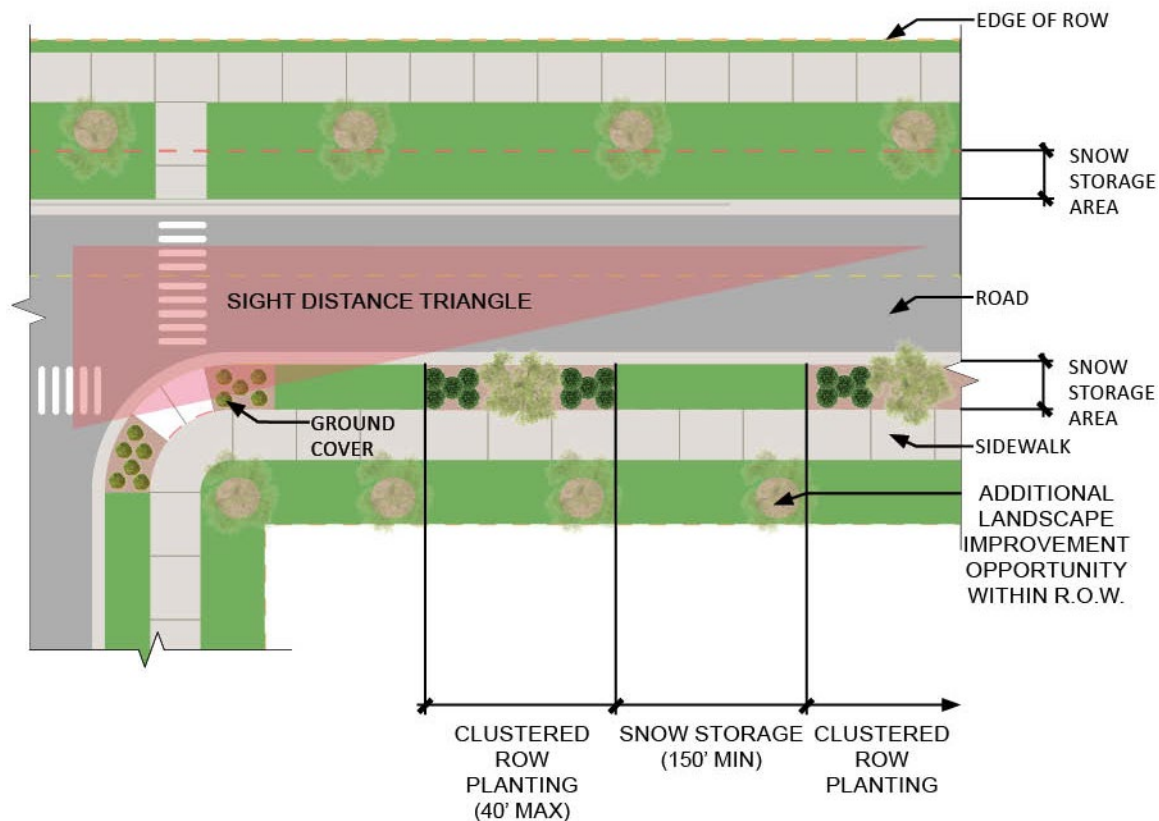 EDGE OF ROW
SNOW
STORAGE
AREA
SIGHT DISTANCE TRIANGLE
ROAD
SNOW
STORAGE
AREA
GROUND
COVER
SIDEWALK
ADDITIONAL
LANDSCAPE
IMPROVEMENT
OPPORTUNITY
WITHIN R.O.W.
CLUSTERED
ROW
PLANTING
(40' MAX)
SNOW STORAGE
(150' MIN)
CLUSTERED
ROW
PLANTING